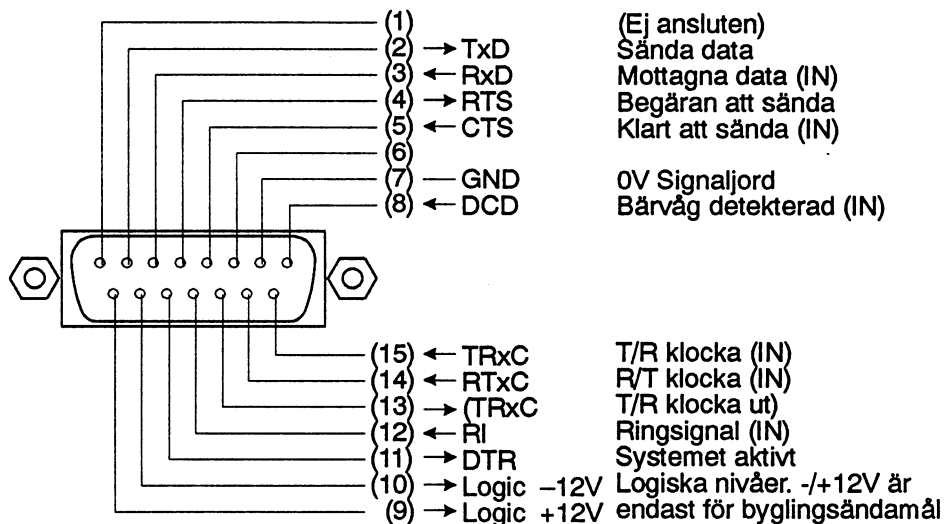 (1) (Ej ansluten)
(2) → TxD Sända data
(3) ← RxD Mottagna data (IN)
(4) → RTS Begäran att sända
(5) ← CTS Klart att sända (IN)
(6)
(7) — GND 0V Signaljord
(8) ← DCD Bärvåg detekterad (IN)
(15) ← TRxC T/R klocka (IN)
(14) ← RTxC R/T klocka (IN)
(13) → (TRxC T/R klocka ut)
(12) ← RI Ringsignal (IN)
(11) → DTR Systemet aktivt
(10) → Logic −12V Logiska nivåer. -/+12V är
(9) → Logic +12V endast för byglingsändamål